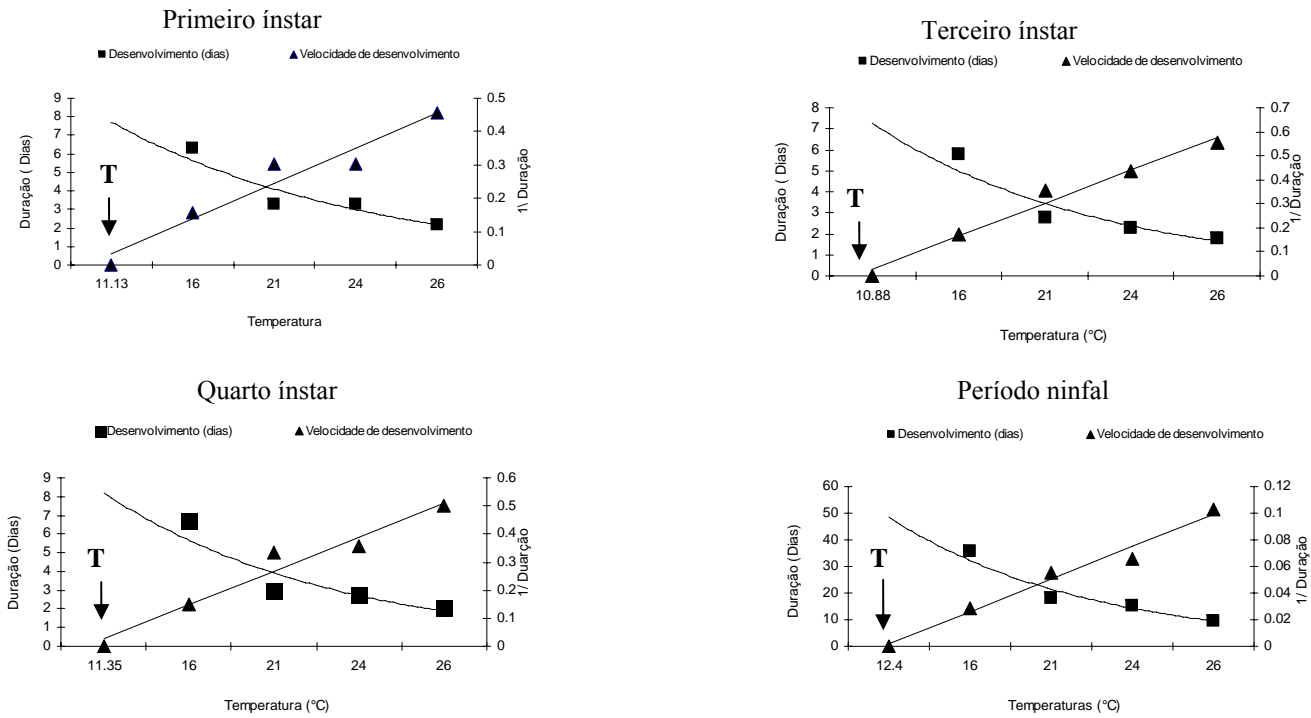 Primeiro ínstar
Desenvolvimento (dias) Velocidade de desenvolvimento
Duração ( Dias)
9
8
7
6
5
4
3
2
1
0
T
0.5
0.4
0.3
0.2
0.1
0
1\ Duração
11.13 16 21 24 26
Temperatura
Terceiro ínstar
Desenvolvimento (dias) Velocidade de desenvolvimento
Duração ( Dias)
8
7
6
5
4
3
2
1
0
T
0.7
0.6
0.5
0.4
0.3
0.2
0.1
0
1/ Duração
10.88 16 21 24 26
Temperatura (°C)
Quarto ínstar
Desenvolvimento (dias) Velocidade de desenvolvimento
Duração (Dias)
9
8
7
6
5
4
3
2
1
0
T
0.6
0.5
0.4
0.3
0.2
0.1
0
1/ Duarção
11.35 16 21 24 26
Temperatura (°C)
Período ninfal
Desenvolvimento (dias) Velocidade de desenvolvimento
Duração (Dias)
60
50
40
30
20
10
0
T
0.12
0.1
0.08
0.06
0.04
0.02
0
1/ Duração
12.4 16 21 24 26
Temperaturas (°C)